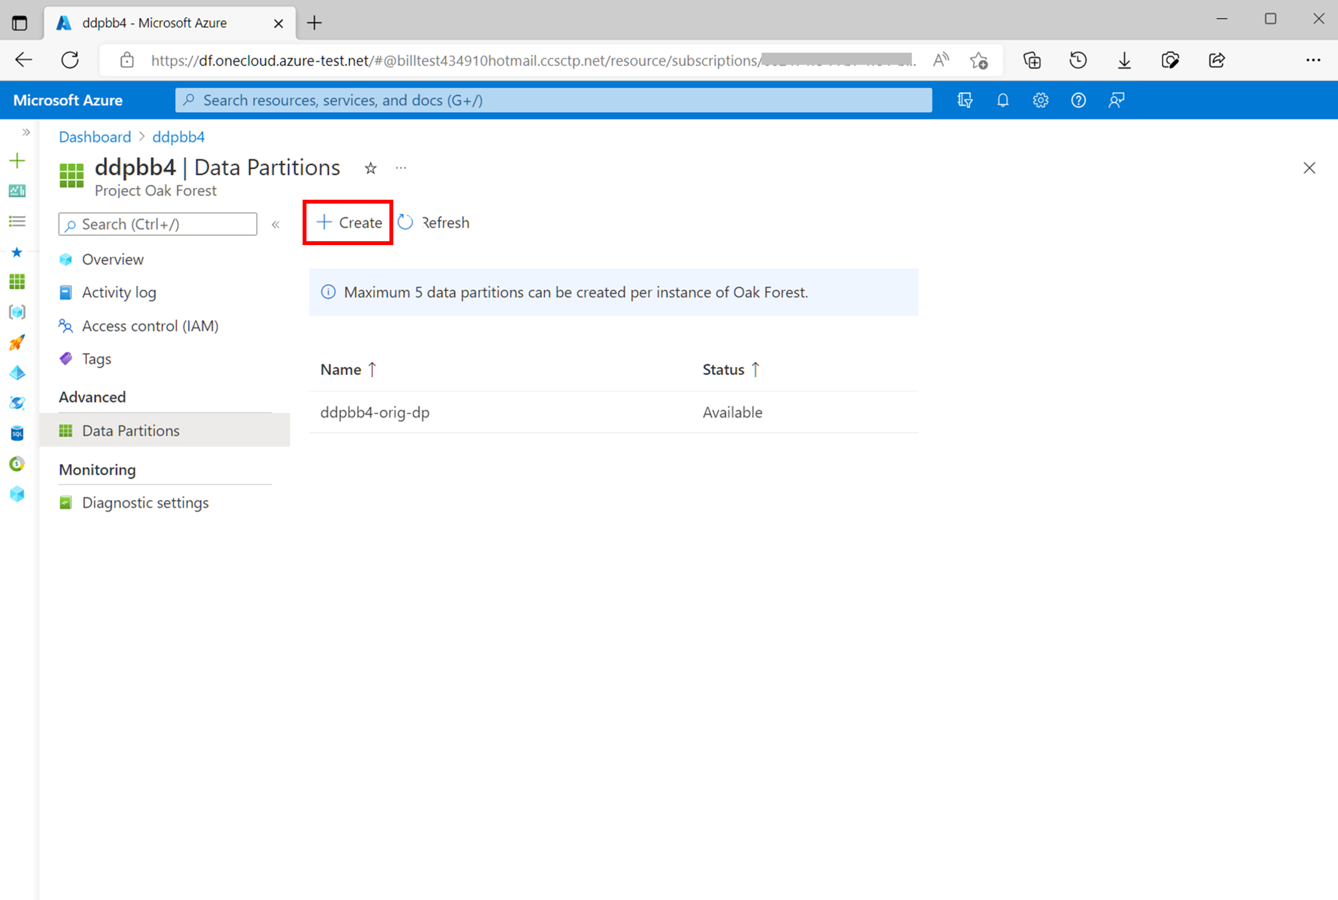 ddpbb4 - Microsoft Azure
https://df.onecloud.azure-test.net/#@billtest434910hotmail.ccsctp.net/resource/subscriptions/
Microsoft Azure
Search resources, services, and docs (G+/)
Dashboard > ddpbb4
ddpbb4 | Data Partitions
Project Oak Forest
Search (Ctrl+/)
Create
Refresh
Overview
Activity log
Access control (IAM)
Tags
Advanced
Data Partitions
Monitoring
Diagnostic settings
Maximum 5 data partitions can be created per instance of Oak Forest.
Name ↑ Status ↑
ddpbb4-orig-dp Available